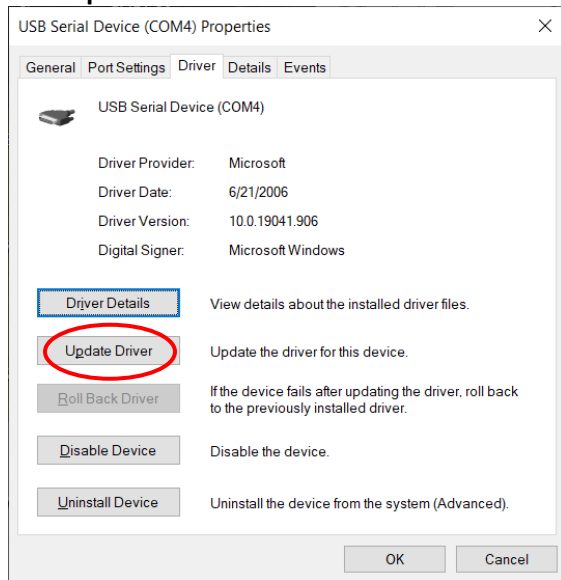 USB Serial Device (COM4) Properties
General Port Settings Driver Details Events
USB Serial Device (COM4)
Driver Provider: Microsoft
Driver Date: 6/21/2006
Driver Version: 10.0.19041.906
Digital Signer: Microsoft Windows
Driver Details View details about the installed driver files.
Update Driver Update the driver for this device.
Roll Back Driver If the device fails after updating the driver, roll back
to the previously installed driver.
Disable Device Disable the device.
Uninstall Device Uninstall the device from the system (Advanced).
OK Cancel